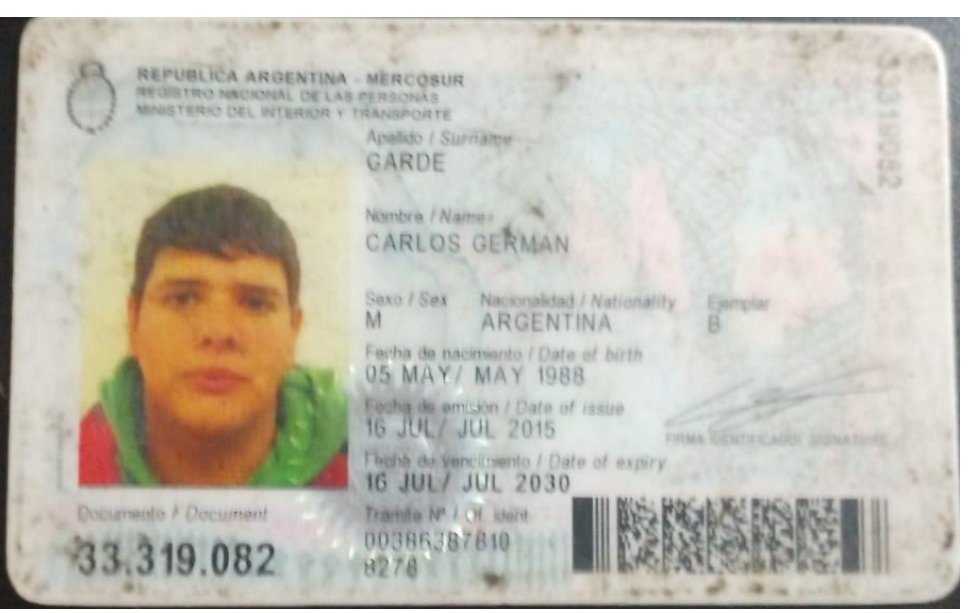 REPUBLICA ARGENTINA - MERCOSUR
REGISTRO NACIONAL DE LAS PERSONAS
MINISTERIO DEL INTERIOR Y TRANSPORTE
Apellido / Surname
GARDE
Nombre / Name
CARLOS GERMAN
Sexo / Sex Nacionalidad / Nationality Ejemplar
M ARGENTINA B
Fecha de nacimiento / Date of birth
05 MAY/ MAY 1988
Fecha de emisión / Date of issue
16 JUL/ JUL 2015
FIRMA IDENTIFICADO/ SIGNATURE
Fecha de vencimiento / Date of expiry
16 JUL/ JUL 2030
Documento / Document
33.319.082
Tramite Nº / Of. ident.
00386387810
8276
33319082